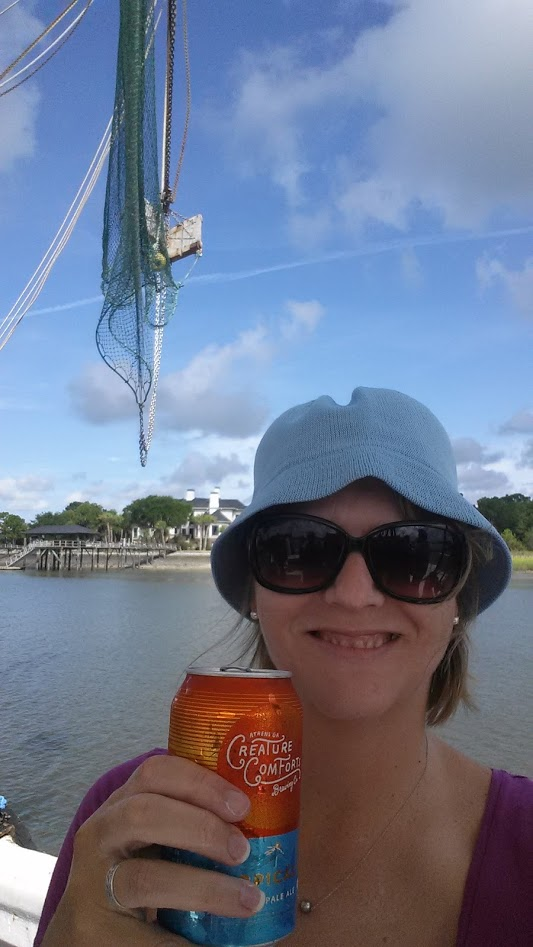 ATHENS GA
CREATURE
COMFORTS
Brewing Co.
PALE ALE